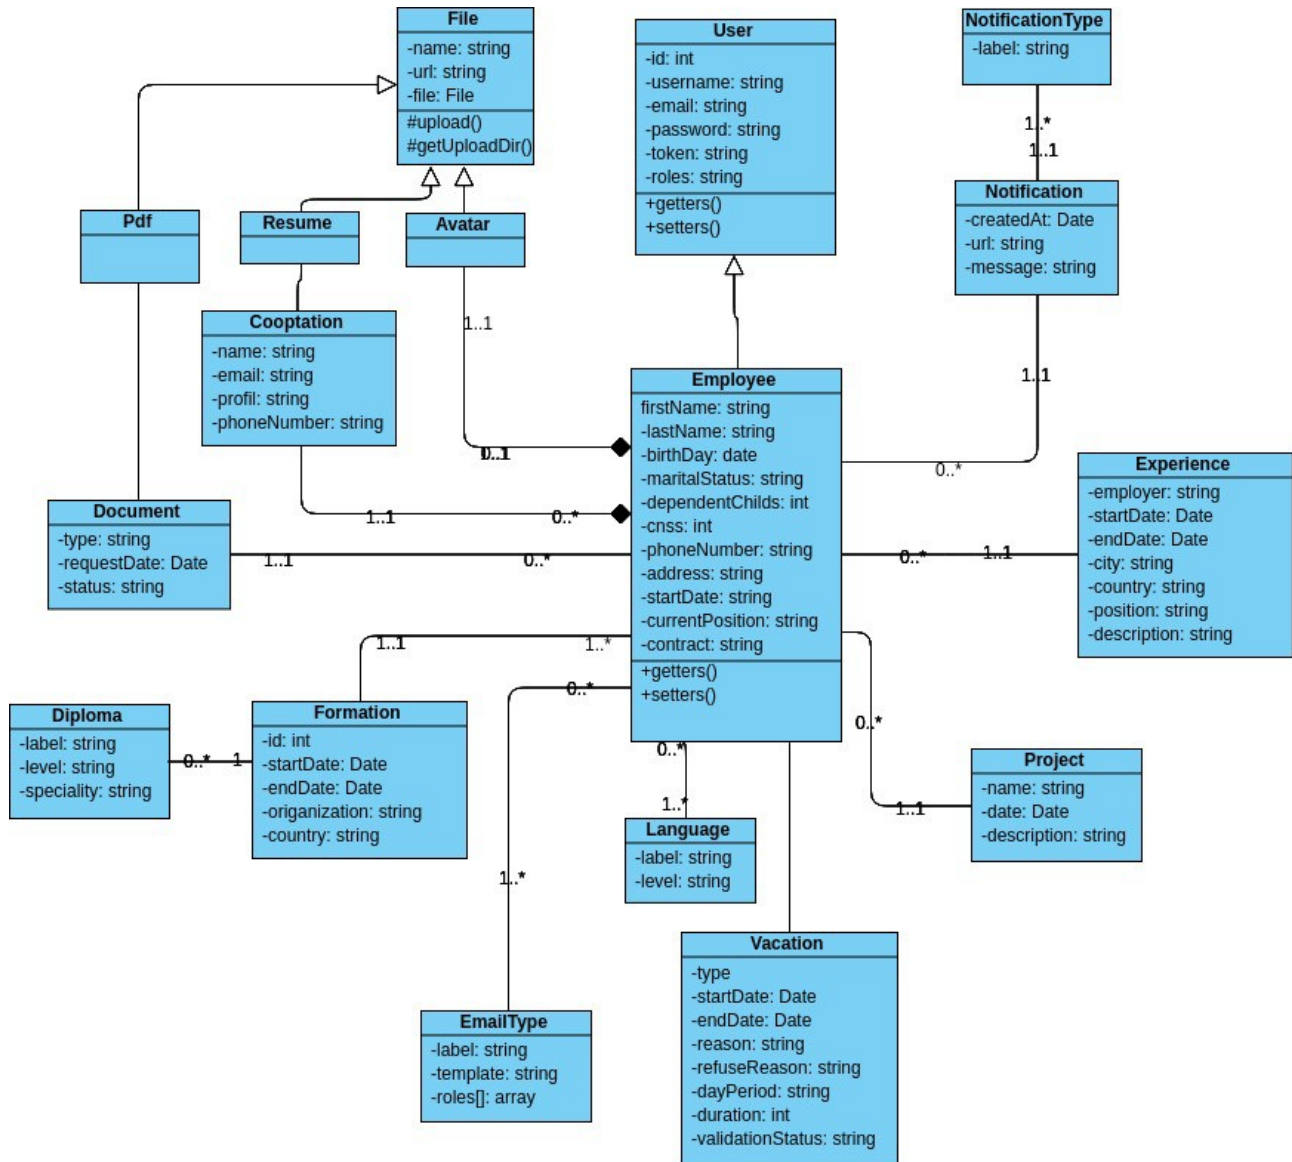 File
-name: string
-url: string
-file: File
#upload()
#getUploadDir()
User
-id: int
-username: string
-email: string
-password: string
-token: string
-roles: string
+getters()
+setters()
NotificationType
-label: string
1..*
1..1
Notification
-createdAt: Date
-url: string
-message: string
1..1
0..*
Pdf
Resume
Avatar
1..1
0..1
Cooptation
-name: string
-email: string
-profil: string
-phoneNumber: string
1..1
0..*
Document
-type: string
-requestDate: Date
-status: string
1..1
0..*
Employee
firstName: string
-lastName: string
-birthDay: date
-maritalStatus: string
-dependentChilds: int
-cnss: int
-phoneNumber: string
-address: string
-startDate: string
-currentPosition: string
-contract: string
+getters()
+setters()
Experience
-employer: string
-startDate: Date
-endDate: Date
-city: string
-country: string
-position: string
-description: string
0..*
1..1
1..1
1..*
0..*
Diploma
-label: string
-level: string
-speciality: string
0..*
1
Formation
-id: int
-startDate: Date
-endDate: Date
-origanization: string
-country: string
0..*
1..*
Language
-label: string
-level: string
0..*
1..1
Project
-name: string
-date: Date
-description: string
1..*
EmailType
-label: string
-template: string
-roles[]: array
Vacation
-type
-startDate: Date
-endDate: Date
-reason: string
-refuseReason: string
-dayPeriod: string
-duration: int
-validationStatus: string